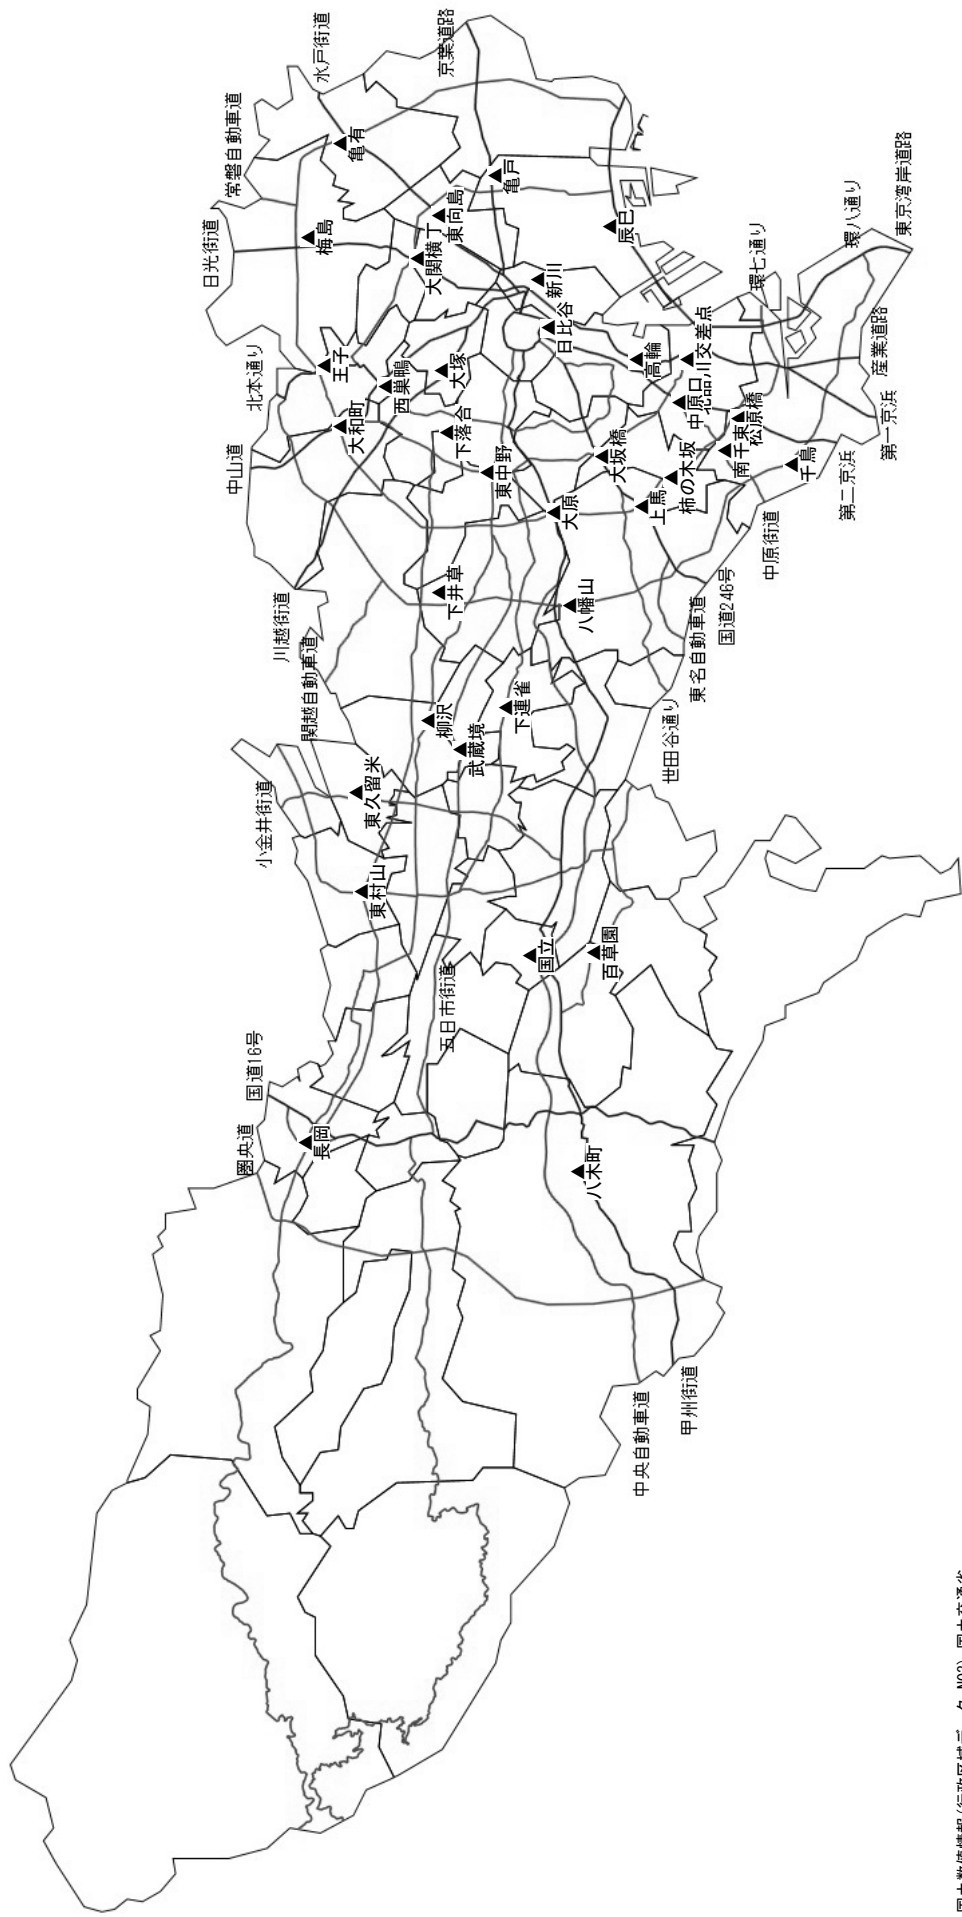 水戸街道
京葉道路
常磐自動車道
日光街道
亀有
亀戸
梅島
東向島
大関横丁
辰巳
新川
日比谷
環七通り
環八通り
東京湾岸道路
産業道路
第一京浜
第二京浜
北本通り
王子
西巣鴨
大塚
高輪
北品川交差点
中原口
松原橋
南千束
千鳥
中山道
大和町
下落合
東中野
大坂橋
柿の木坂
上馬
大原
中原街道
国道246号
東名自動車道
世田谷通り
川越街道
下井草
八幡山
関越自動車道
柳沢
武蔵境
下連雀
小金井街道
東久留米
東村山
国立
百草園
五日市街道
国道16号
圏央道
長岡
八木町
甲州街道
中央自動車道